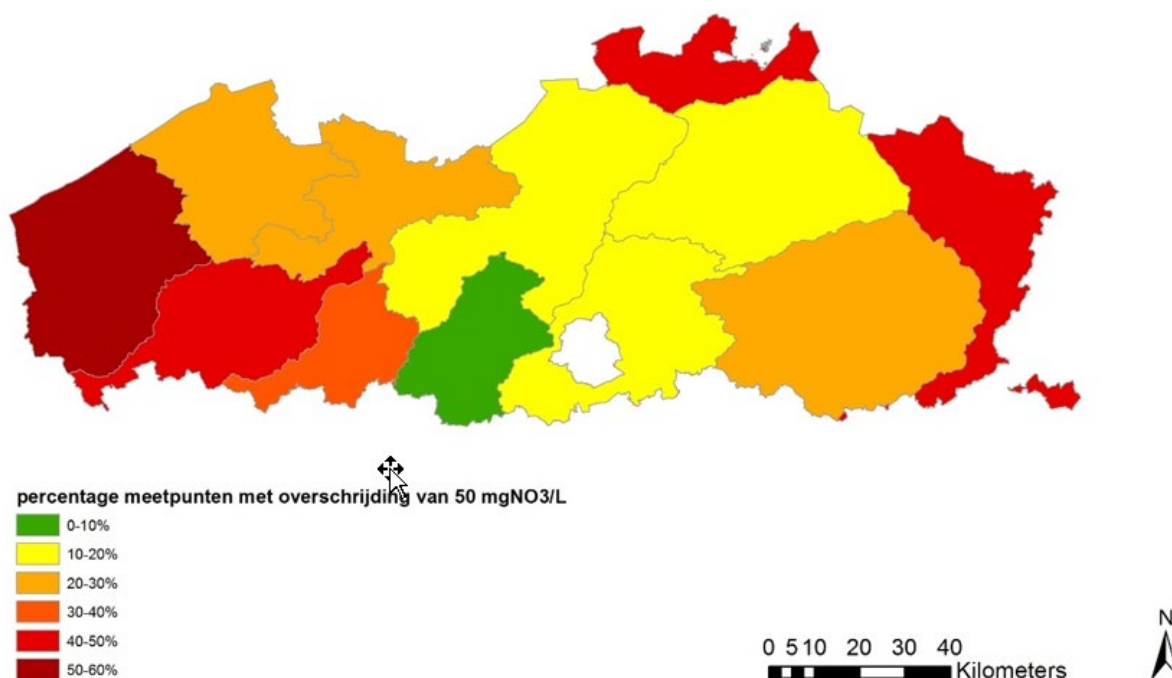 percentage meetpunten met overschrijding van 50 mgNO3/L
0-10%
10-20%
20-30%
30-40%
40-50%
50-60%
0 5 10 20 30 40
Kilometers
N